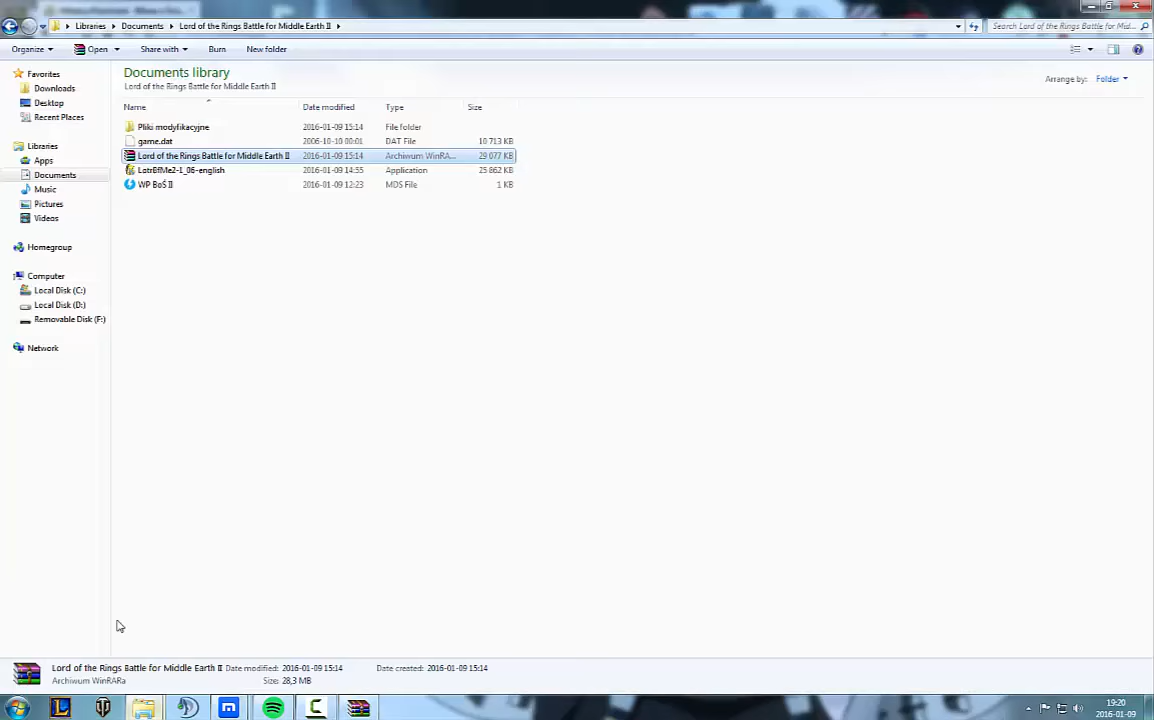 Libraries ▸ Documents ▸ Lord of the Rings Battle for Middle Earth II ▸
Search Lord of the Rings Battle for Mid...
Organize Open Share with Burn New folder
Favorites
Downloads
Desktop
Recent Places
Libraries
Apps
Documents
Music
Pictures
Videos
Homegroup
Computer
Local Disk (C:)
Local Disk (D:)
Removable Disk (F:)
Network
Documents library
Lord of the Rings Battle for Middle Earth II
Arrange by: Folder
Name Date modified Type Size
Pliki modyfikacyjne 2016-01-09 15:14 File folder
game.dat 2006-10-10 00:01 DAT File 10 713 KB
Lord of the Rings Battle for Middle Earth II 2016-01-09 15:14 Archiwum WinRA... 29 077 KB
LotrBfMe2-1_06-english 2016-01-09 14:55 Application 25 862 KB
WP BoŚ II 2016-01-09 12:23 MDS File 1 KB
Lord of the Rings Battle for Middle Earth II Date modified: 2016-01-09 15:14 Date created: 2016-01-09 15:14
Archiwum WinRARa Size: 28,3 MB
19:20
2016-01-09